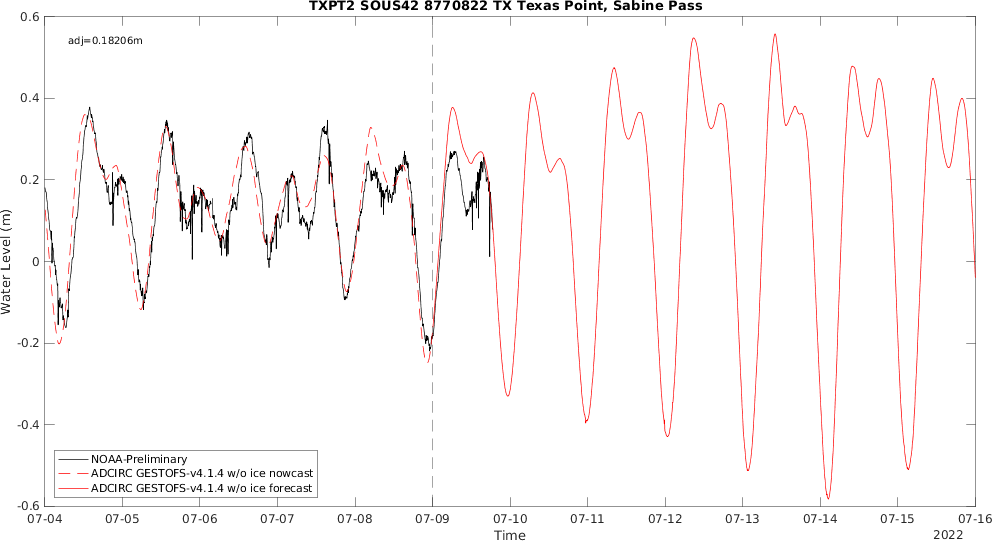 TXPT2 SOUS42 8770822 TX Texas Point, Sabine Pass
adj=0.18206m
0.6
0.4
0.2
0
-0.2
-0.4
-0.6
Water Level (m)
NOAA-Preliminary
ADCIRC GESTOFS-v4.1.4 w/o ice nowcast
ADCIRC GESTOFS-v4.1.4 w/o ice forecast
07-04 07-05 07-06 07-07 07-08 07-09 07-10 07-11 07-12 07-13 07-14 07-15 07-16
Time
2022